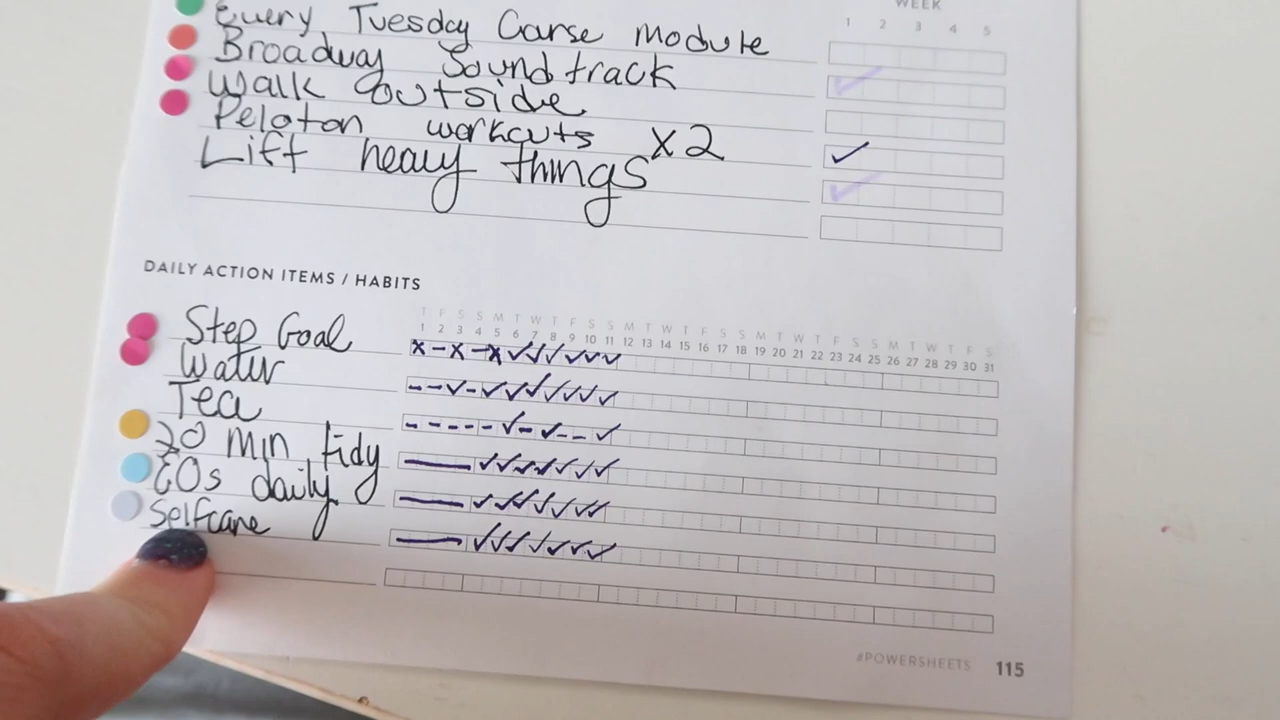 WEEK
1 2 3 4 5
Every Tuesday Course Module
Broadway Soundtrack
Walk Outside
Peloton workouts x2
Lift heavy things
DAILY ACTION ITEMS / HABITS
T F S S M T W T F S S M T W T F S S M T W T F S S M T W T F S
1 2 3 4 5 6 7 8 9 10 11 12 13 14 15 16 17 18 19 20 21 22 23 24 25 26 27 28 29 30 31
Step Goal
Water
Tea
20 min tidy
EOs daily
Selfcare
#POWERSHEETS 115